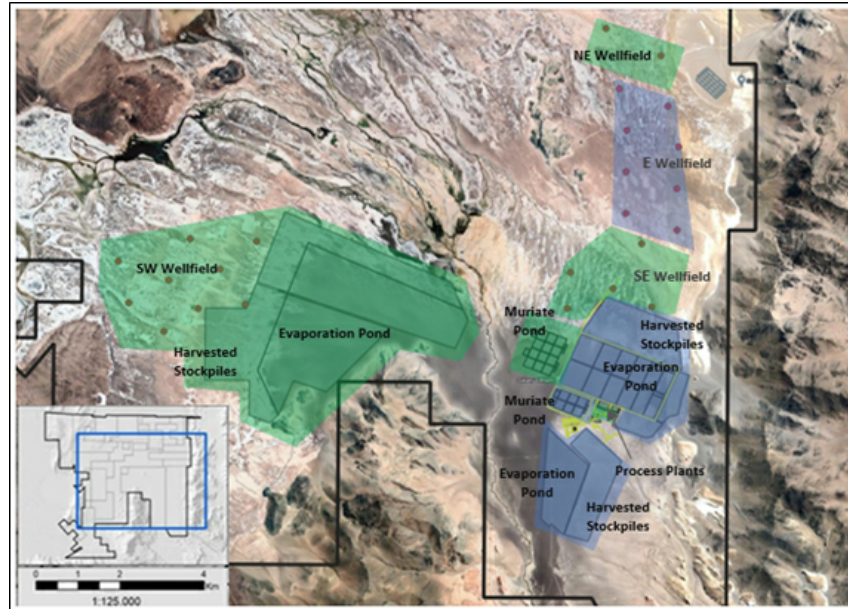 NE Wellfield
E Wellfield
SW Wellfield
SE Wellfield
Muriate
Pond
Harvested
Stockpiles
Evaporation Pond
Harvested
Stockpiles
Evaporation
Pond
Muriate
Pond
Evaporation
Pond
Process Plants
Harvested
Stockpiles
0 1 2 4
Km
1:125.000